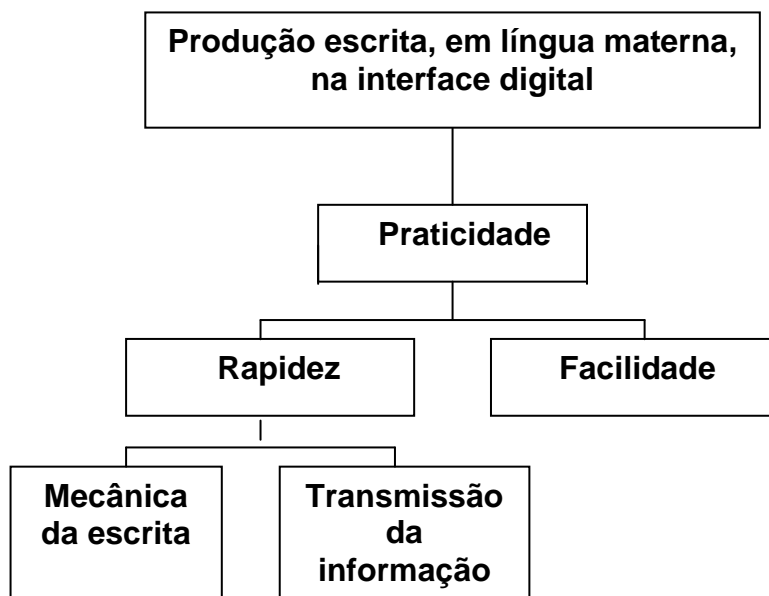 Produção escrita, em língua materna,
na interface digital
Praticidade
Rapidez
Facilidade
Mecânica
da escrita
Transmissão
da
informação